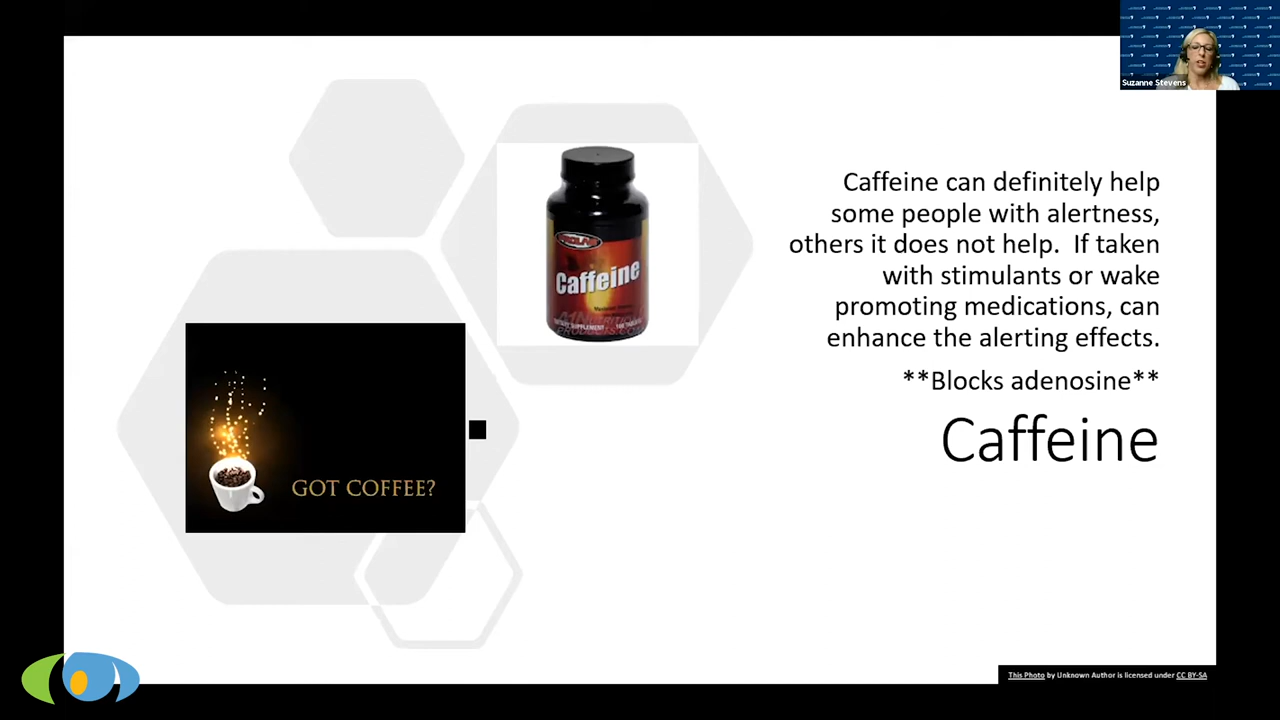 Suzanne Stevens
Caffeine can definitely help
some people with alertness,
others it does not help.  If taken
with stimulants or wake
promoting medications, can
enhance the alerting effects.
**Blocks adenosine**
Caffeine
PROLAB
Caffeine
GOT COFFEE?
This Photo by Unknown Author is licensed under CC BY-SA